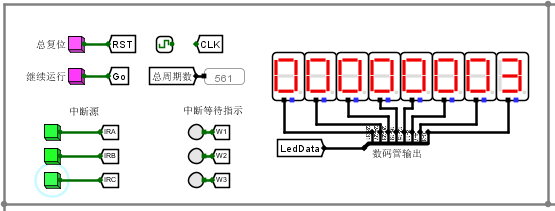 总复位 RST CLK
继续运行 Go 总周期数 561
00000003
中断源 中断等待指示
IRA W1
IRB W2
IRC W3
LedData 数码管输出